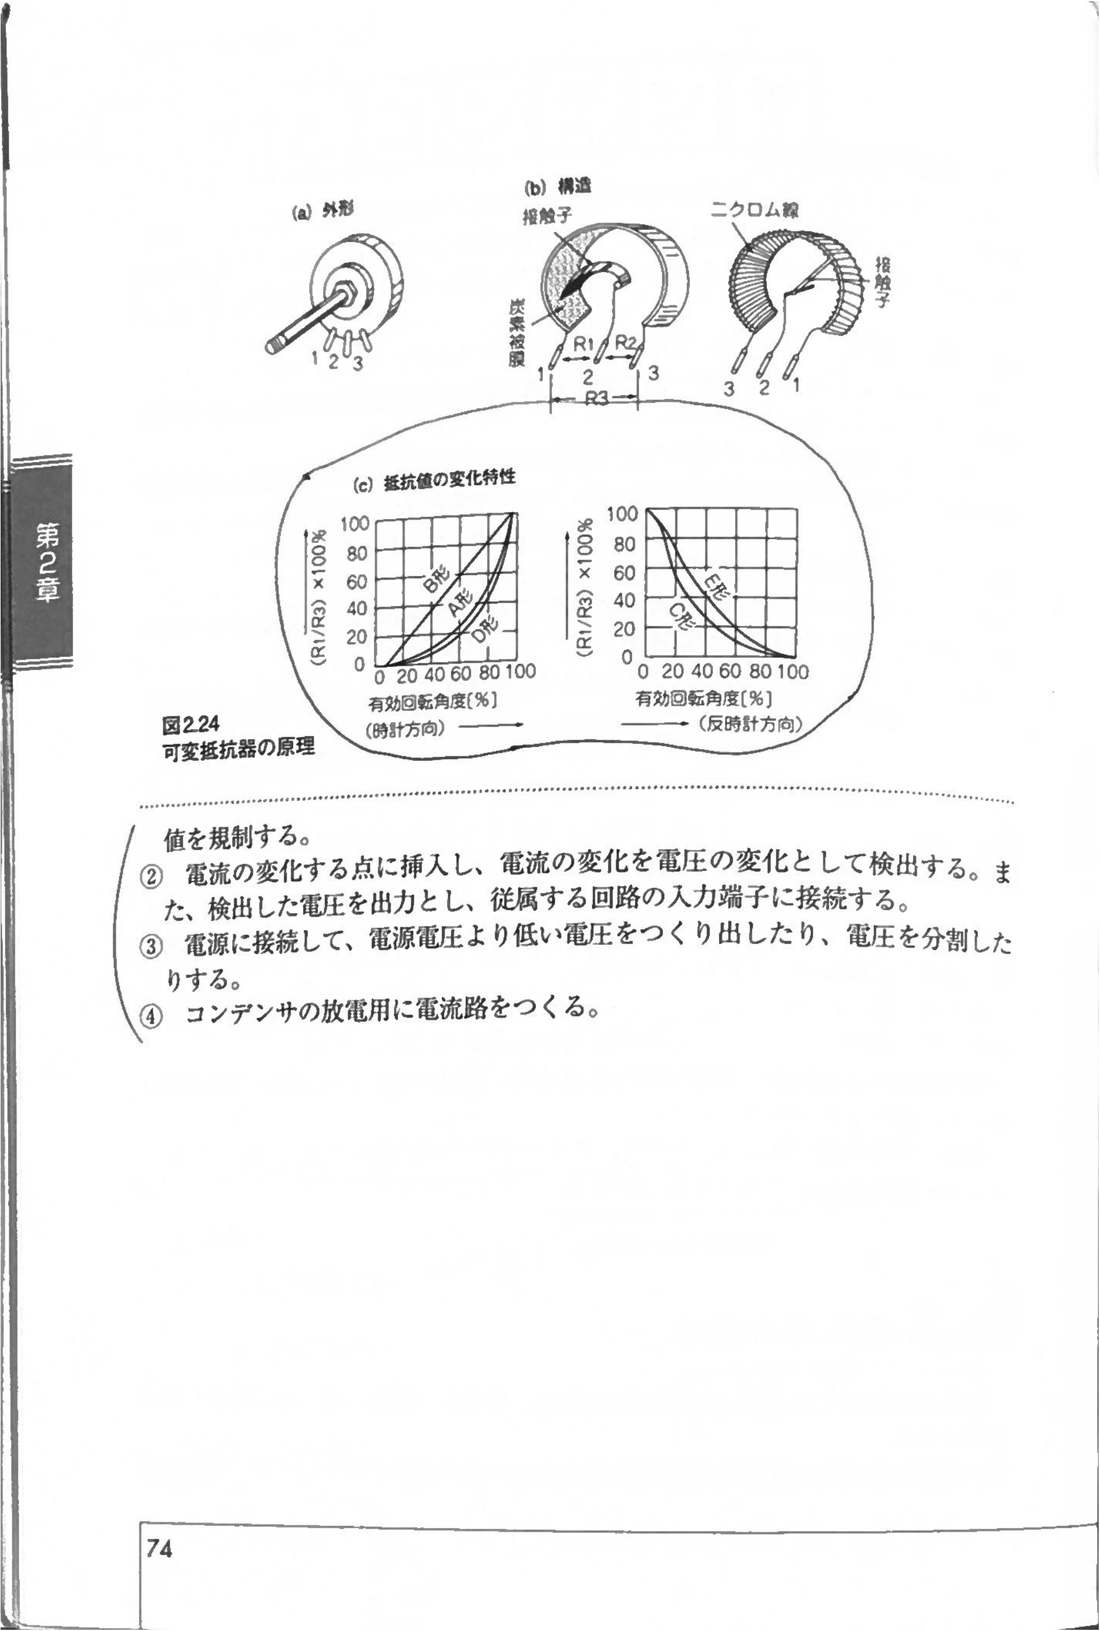 (a) 外形
1 2 3
(b) 構造
接触子
炭素被膜
R1 R2
1 2 3
R3
ニクロム線
接触子
3 2 1
第2章
(c) 抵抗値の変化特性
(R1/R3) ×100%
100
80
60
40
20
0
B形
A形
D形
0 20 40 60 80 100
有効回転角度[%]
(時計方向)
(R1/R3) ×100%
100
80
60
40
20
0
E形
C形
0 20 40 60 80 100
有効回転角度[%]
(反時計方向)
図2.24
可変抵抗器の原理
値を規制する。
② 電流の変化する点に挿入し、電流の変化を電圧の変化として検出する。ま
た、検出した電圧を出力とし、従属する回路の入力端子に接続する。
③ 電源に接続して、電源電圧より低い電圧をつくり出したり、電圧を分割した
りする。
④ コンデンサの放電用に電流路をつくる。
74